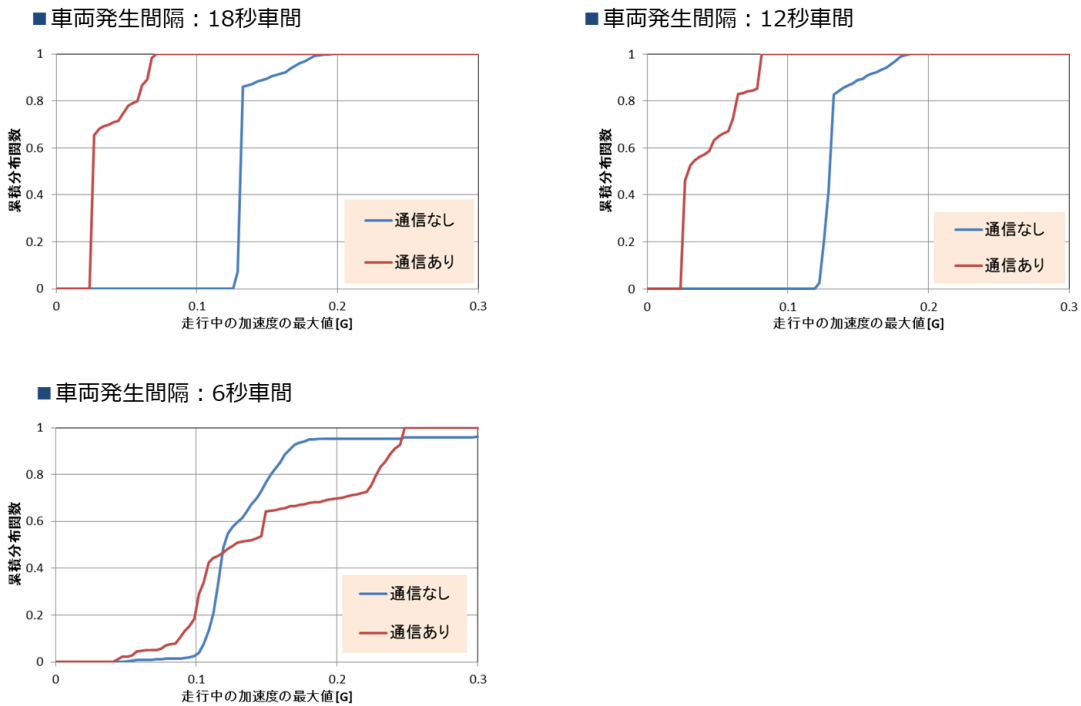 ■車両発生間隔：18秒車間
1
0.8
0.6
0.4
0.2
0
累積分布関数
通信なし
通信あり
0
0.1
0.2
0.3
走行中の加速度の最大値[G]
■車両発生間隔：12秒車間
1
0.8
0.6
0.4
0.2
0
累積分布関数
通信なし
通信あり
0
0.1
0.2
0.3
走行中の加速度の最大値[G]
■車両発生間隔：6秒車間
1
0.8
0.6
0.4
0.2
0
累積分布関数
通信なし
通信あり
0
0.1
0.2
0.3
走行中の加速度の最大値[G]